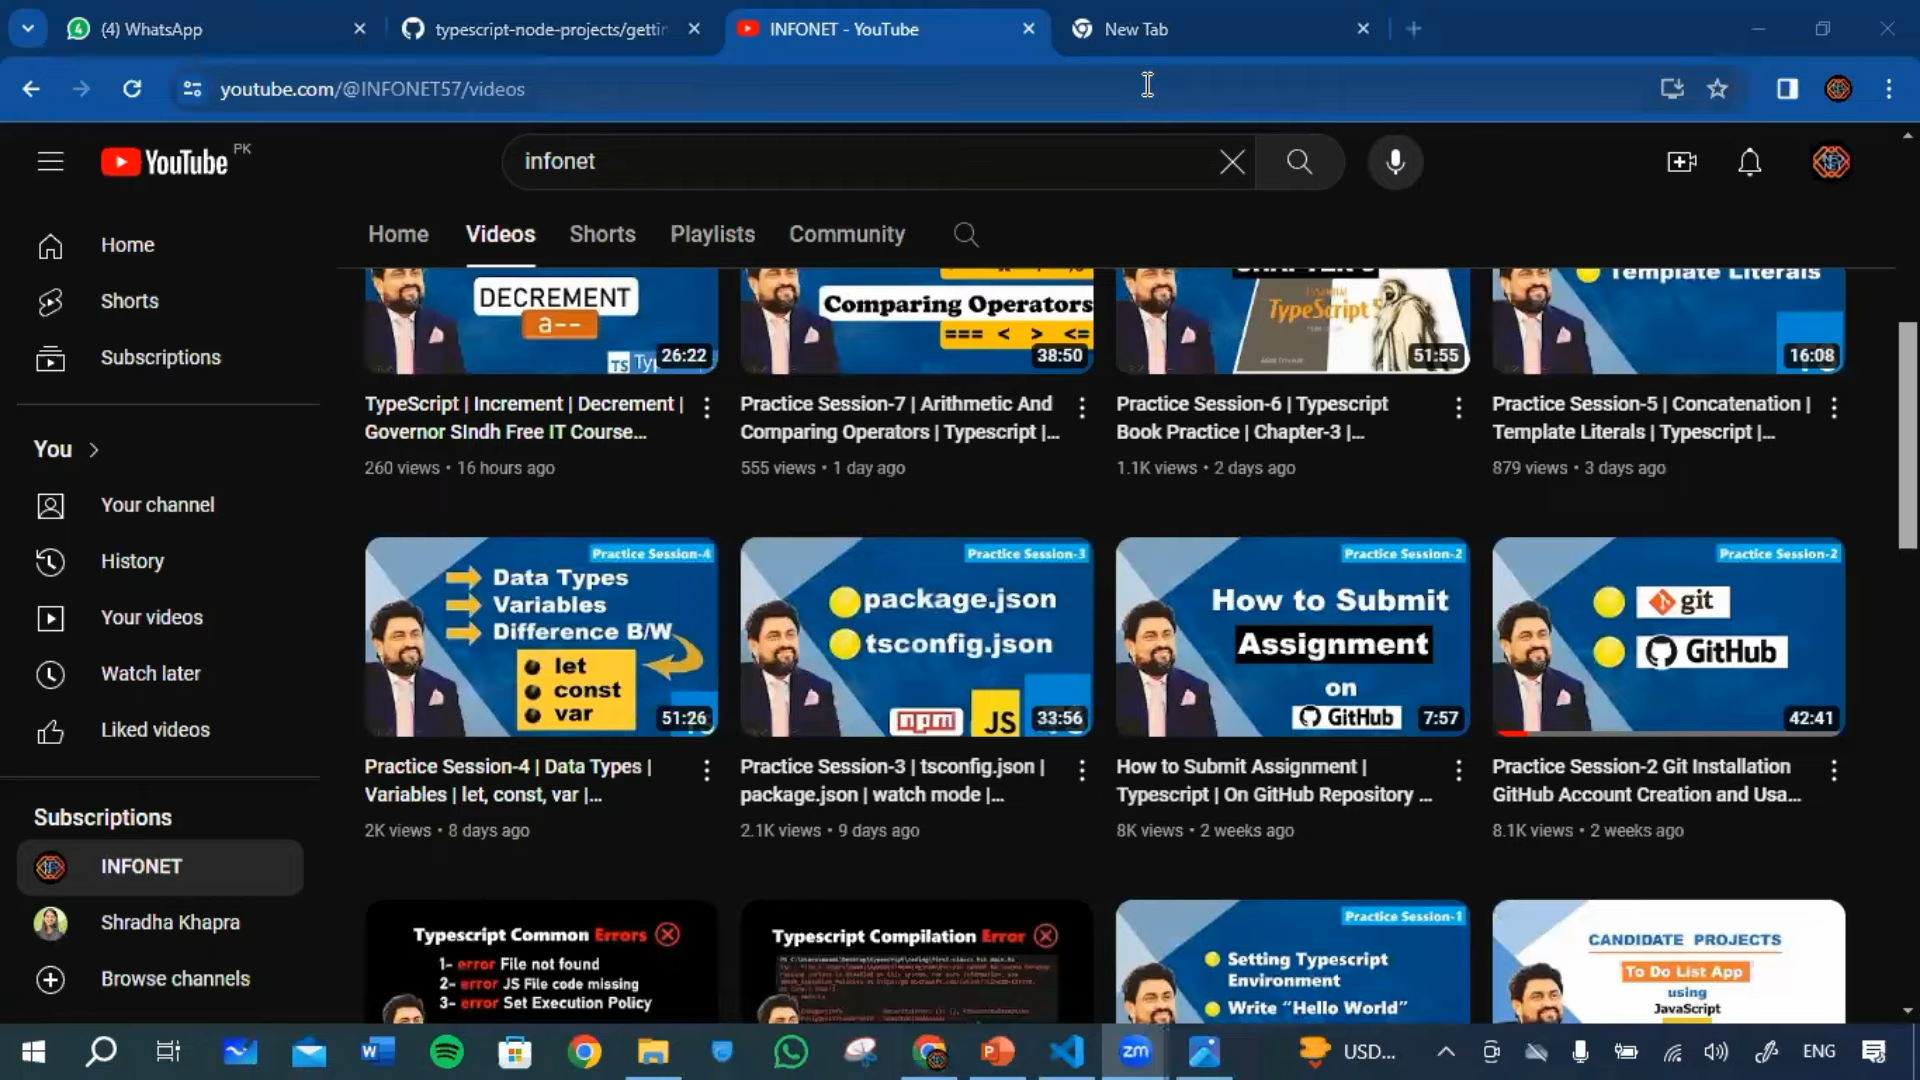 (4) WhatsApp
typescript-node-projects/gettin
INFONET - YouTube
New Tab
youtube.com/@INFONET57/videos
YouTube PK
infonet
Home
Videos
Shorts
Playlists
Community
Home
Shorts
Subscriptions
You
Your channel
History
Your videos
Watch later
Liked videos
Subscriptions
INFONET
Shradha Khapra
Browse channels
DECREMENT
a--
TS Typ
26:22
TypeScript | Increment | Decrement |
Governor SIndh Free IT Course...
260 views • 16 hours ago
Comparing Operators
=== < > <=
38:50
Practice Session-7 | Arithmetic And
Comparing Operators | Typescript |...
555 views • 1 day ago
TypeScript 5
51:55
Practice Session-6 | Typescript
Book Practice | Chapter-3 |...
1.1K views • 2 days ago
Template Literals
16:08
Practice Session-5 | Concatenation |
Template Literals | Typescript |...
879 views • 3 days ago
Practice Session-4
Data Types
Variables
Difference B/W
let
const
var
51:26
Practice Session-4 | Data Types |
Variables | let, const, var |...
2K views • 8 days ago
Practice Session-3
package.json
tsconfig.json
npm
JS
33:56
Practice Session-3 | tsconfig.json |
package.json | watch mode |...
2.1K views • 9 days ago
Practice Session-2
How to Submit
Assignment
on
GitHub
7:57
How to Submit Assignment |
Typescript | On GitHub Repository ...
8K views • 2 weeks ago
Practice Session-2
git
GitHub
42:41
Practice Session-2 Git Installation
GitHub Account Creation and Usa...
8.1K views • 2 weeks ago
Typescript Common Errors
1- error File not found
2- error JS File code missing
3- error Set Execution Policy
Typescript Compilation Error
Practice Session-1
Setting Typescript
Environment
Write "Hello World"
CANDIDATE PROJECTS
To Do List App
using
JavaScript
zm
USD...
ENG